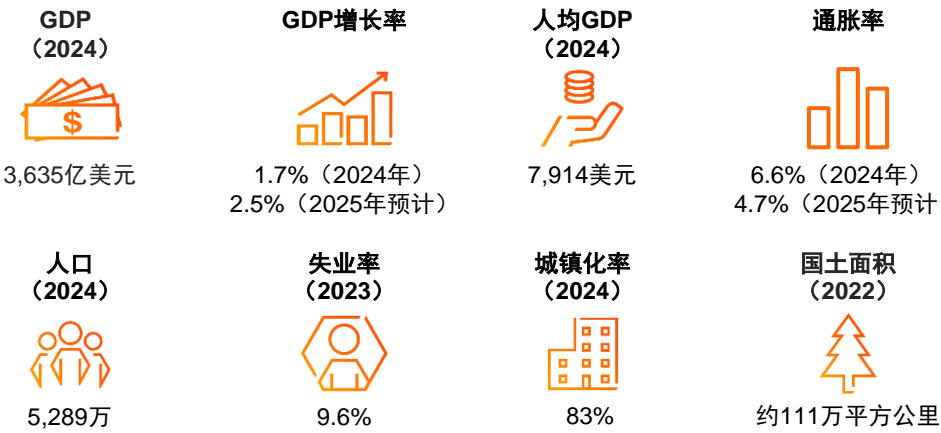 GDP
（2024）
$
3,635亿美元
GDP增长率
1.7%（2024年）
2.5%（2025年预计）
人均GDP
（2024）
7,914美元
通胀率
6.6%（2024年）
4.7%（2025年预计
人口
（2024）
5,289万
失业率
（2023）
9.6%
城镇化率
（2024）
83%
国土面积
（2022）
约111万平方公里